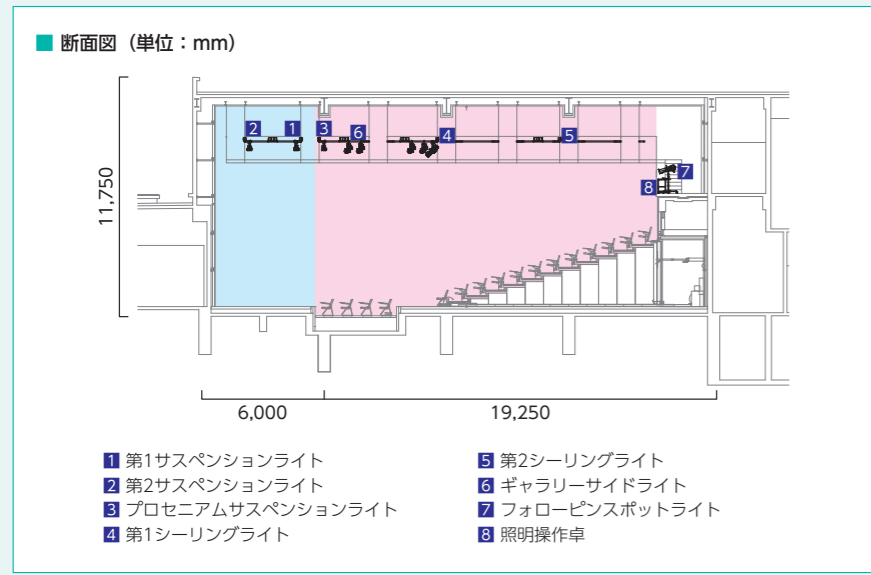 ■ 断面図（単位：mm）
2 1 3 6 4 5
7
8
11,750
6,000 19,250
1 第1サスペンションライト
2 第2サスペンションライト
3 プロセニアムサスペンションライト
4 第1シーリングライト
5 第2シーリングライト
6 ギャラリーサイドライト
7 フォローピンスポットライト
8 照明操作卓